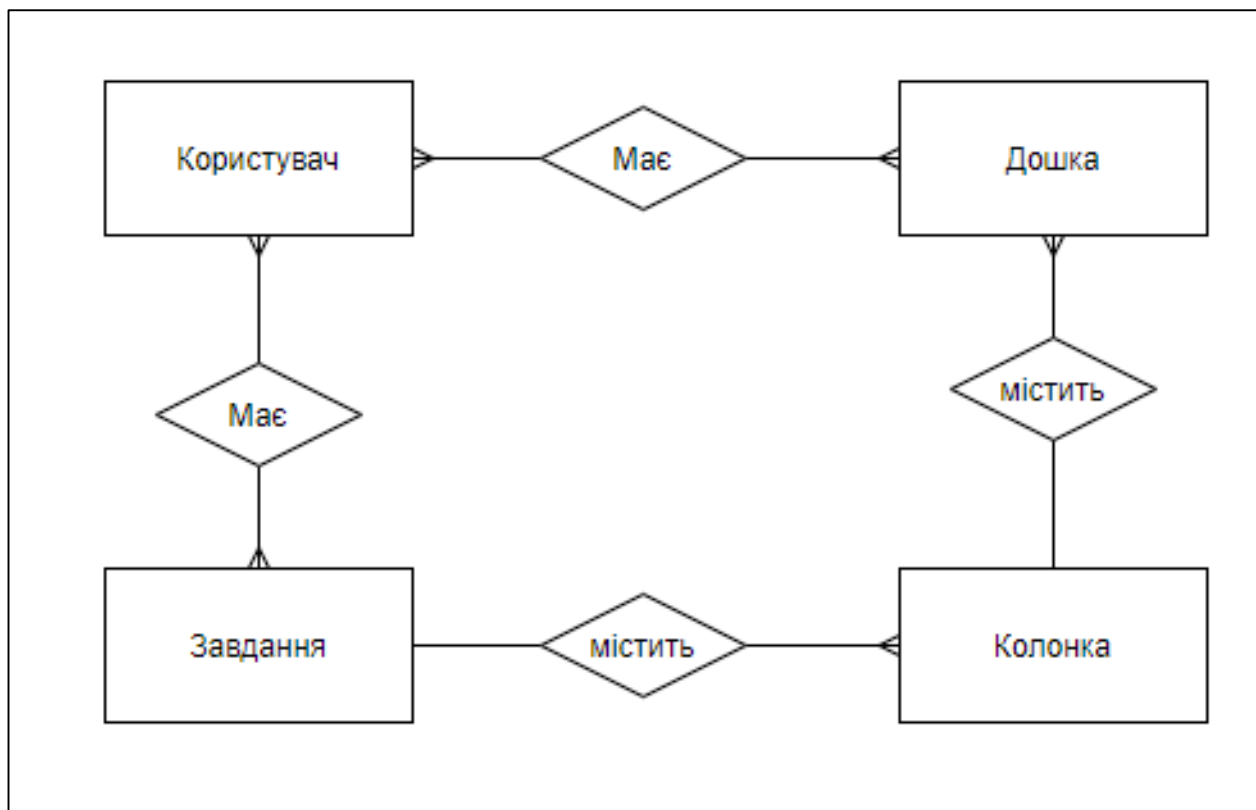 Користувач
Має
Дошка
Має
містить
Завдання
містить
Колонка